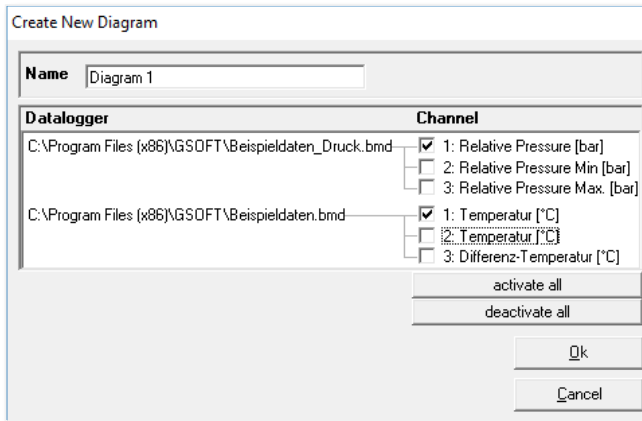 Create New Diagram
Name Diagram 1
Datalogger Channel
C:\Program Files (x86)\GSOFT\Beispieldaten_Druck.bmd 1: Relative Pressure [bar]
2: Relative Pressure Min [bar]
3: Relative Pressure Max. [bar]
C:\Program Files (x86)\GSOFT\Beispieldaten.bmd 1: Temperatur [°C]
2: Temperatur [°C]
3: Differenz-Temperatur [°C]
activate all
deactivate all
Ok
Cancel